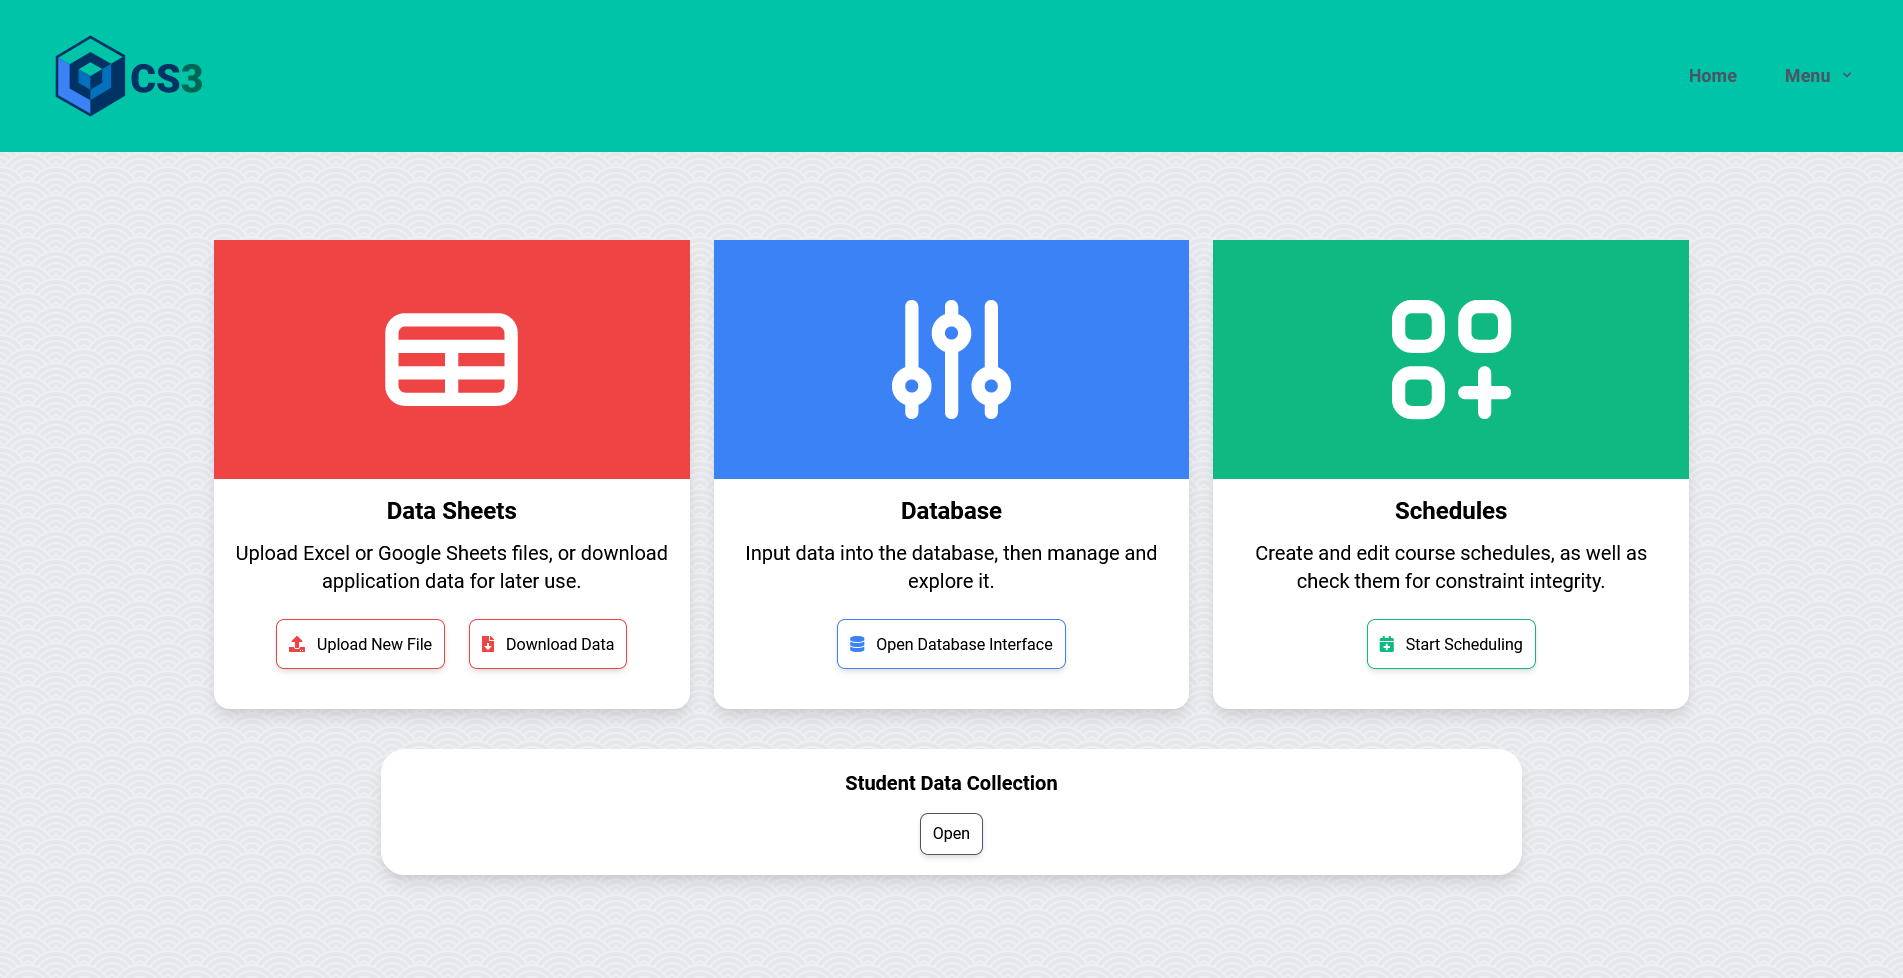 CS3
Home
Menu
Data Sheets
Upload Excel or Google Sheets files, or download
application data for later use.
Upload New File
Download Data
Database
Input data into the database, then manage and
explore it.
Open Database Interface
Schedules
Create and edit course schedules, as well as
check them for constraint integrity.
Start Scheduling
Student Data Collection
Open